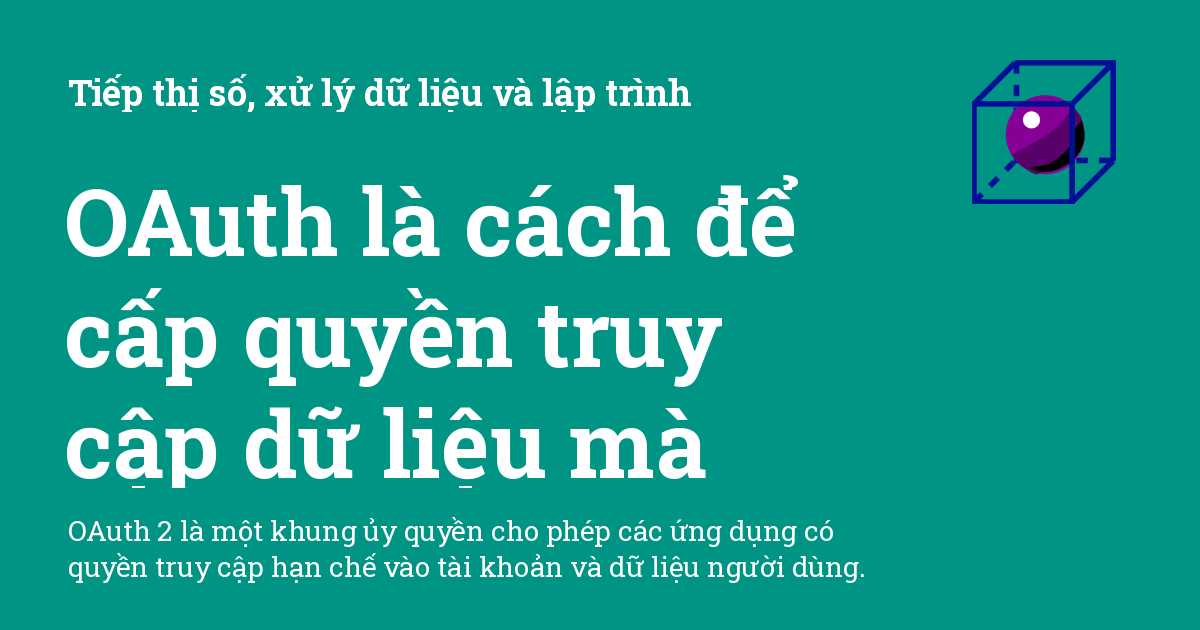 Tiếp thị số, xử lý dữ liệu và lập trình
OAuth là cách để
cấp quyền truy
cập dữ liệu mà
OAuth 2 là một khung ủy quyền cho phép các ứng dụng có
quyền truy cập hạn chế vào tài khoản và dữ liệu người dùng.